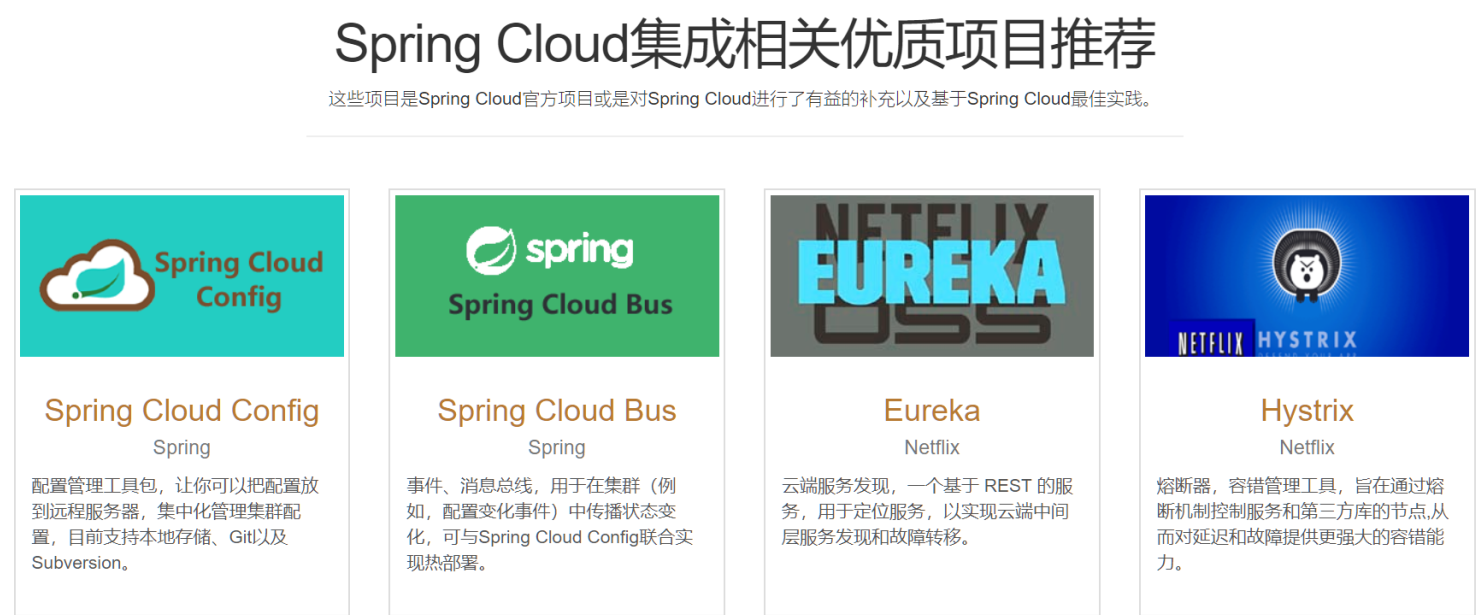 Spring Cloud集成相关优质项目推荐
这些项目是Spring Cloud官方项目或是对Spring Cloud进行了有益的补充以及基于Spring Cloud最佳实践。
Spring Cloud
Config
Spring Cloud Config
Spring
配置管理工具包，让你可以把配置放
到远程服务器，集中化管理集群配
置，目前支持本地存储、Git以及
Subversion。
spring
Spring Cloud Bus
Spring Cloud Bus
Spring
事件、消息总线，用于在集群（例
如，配置变化事件）中传播状态变
化，可与Spring Cloud Config联合实
现热部署。
NETFLIX
EUREKA
OSS
Eureka
Netflix
云端服务发现，一个基于 REST 的服
务，用于定位服务，以实现云端中间
层服务发现和故障转移。
NETFLIX HYSTRIX
Hystrix
Netflix
熔断器，容错管理工具，旨在通过熔
断机制控制服务和第三方库的节点,从
而对延迟和故障提供更强大的容错能
力。